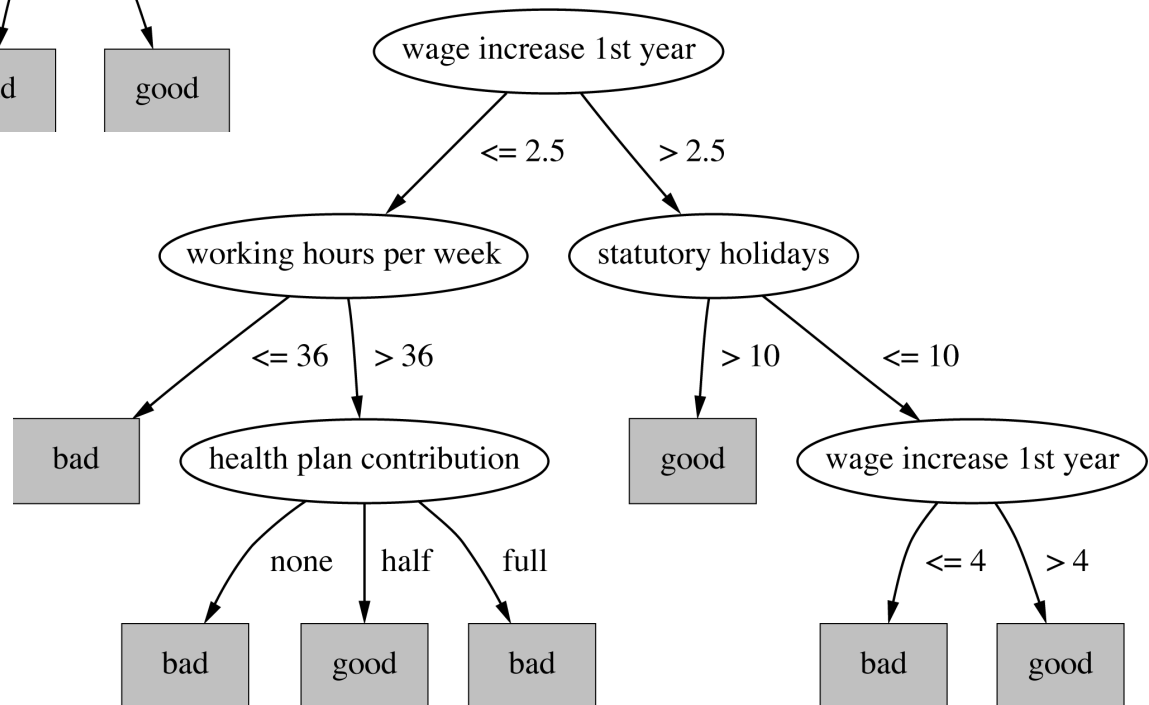 wage increase 1st year
d
good
<= 2.5
> 2.5
working hours per week
statutory holidays
<= 36
> 36
> 10
<= 10
bad
health plan contribution
good
wage increase 1st year
none
half
full
<= 4
> 4
bad
good
bad
bad
good